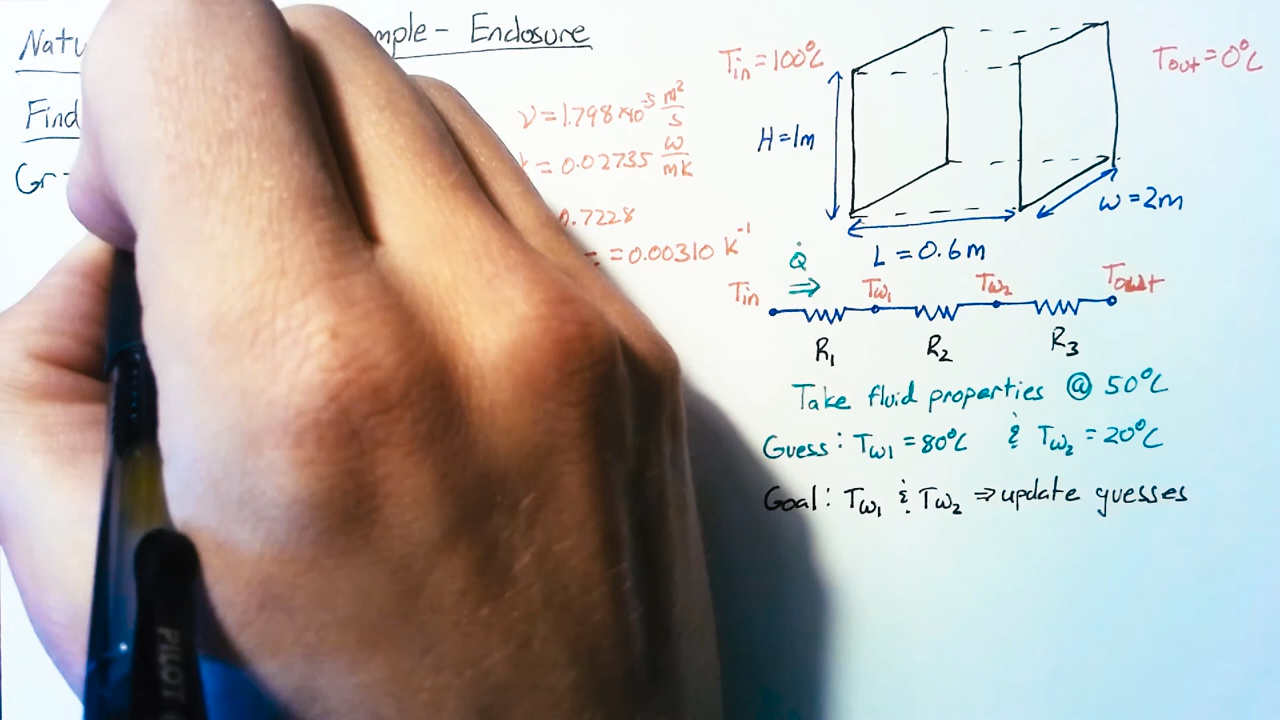 Enclosure
Find
Gr
ν = 1.798×10⁻⁵ m²/s
= 0.02735 W/mK
0.7228
= 0.00310 K⁻¹
Tin = 100°C
Tout = 0°C
H = 1m
w = 2m
L = 0.6m
Q̇
Tin ⇒ Tw1 Tw2 Tout
R1 R2 R3
Take fluid properties @ 50°C
Guess: Tw1 = 80°C & Tw2 = 20°C
Goal: Tw1 & Tw2 ⇒ update guesses
PILOT